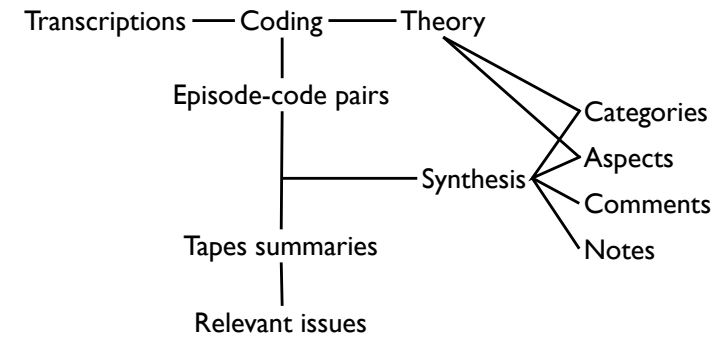 Transcriptions Coding Theory
Episode-code pairs
Categories
Aspects
Synthesis
Comments
Tapes summaries
Notes
Relevant issues